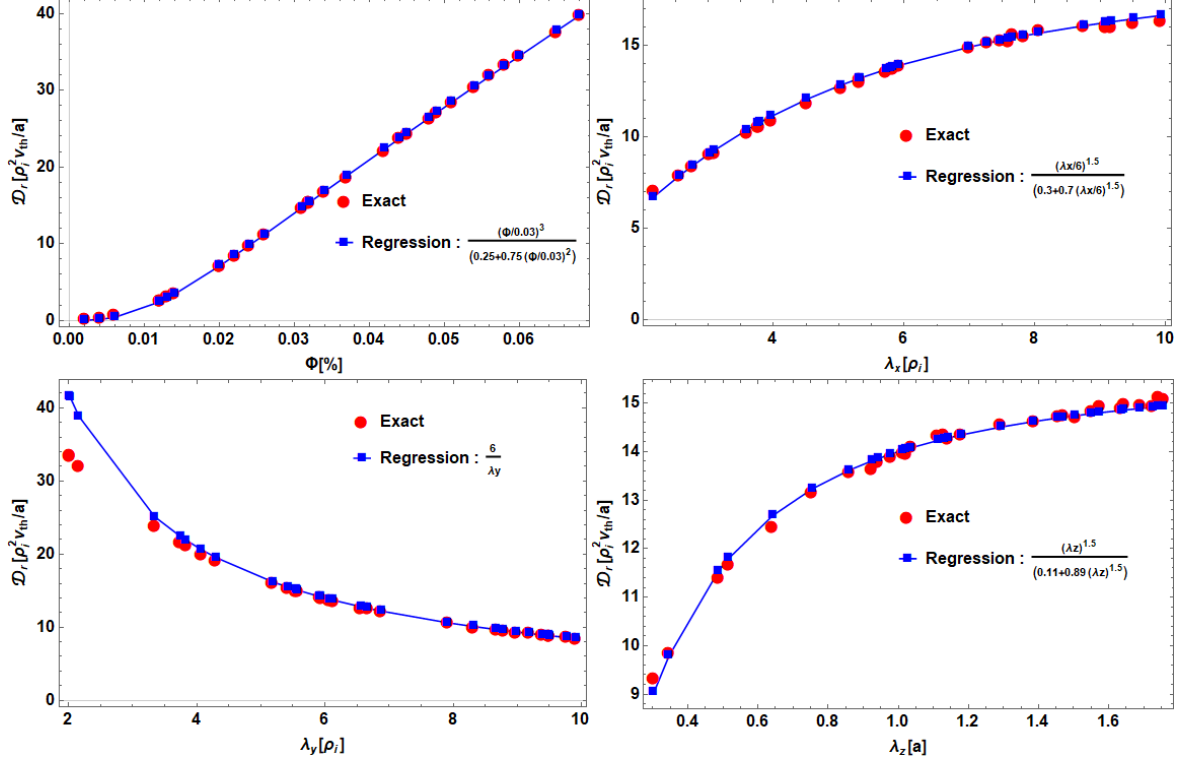 40
30
20
10
0
0.00 0.01 0.02 0.03 0.04 0.05 0.06
𝒟r[ρi² vth/a]
Φ[%]
Exact
Regression : (Φ/0.03)³ / (0.25+0.75 (Φ/0.03)²)
15
10
5
0
4 6 8 10
𝒟r[ρi² vth/a]
λx[ρi]
Exact
Regression : (λx/6)^1.5 / (0.3+0.7 (λx/6)^1.5)
40
30
20
10
0
2 4 6 8 10
𝒟r[ρi² vth/a]
λy[ρi]
Exact
Regression : 6 / λy
15
14
13
12
11
10
9
0.4 0.6 0.8 1.0 1.2 1.4 1.6
𝒟r[ρi² vth/a]
λz[a]
Exact
Regression : (λz)^1.5 / (0.11+0.89 (λz)^1.5)